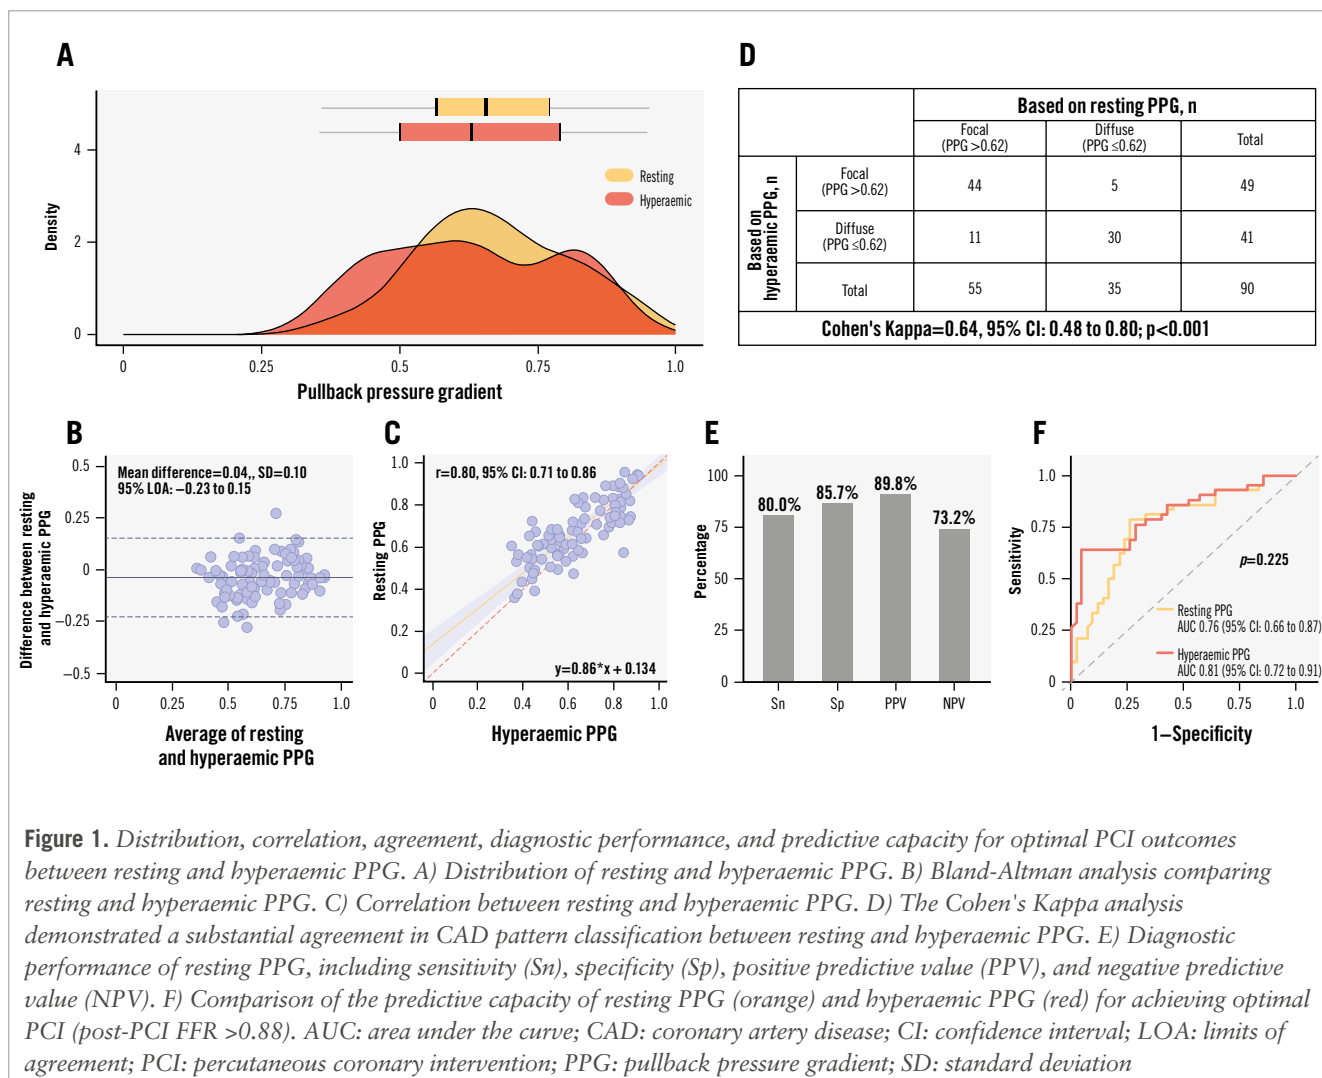 A
4
2
0
Density
Resting
Hyperaemic
0
0.25
0.5
0.75
1.0
Pullback pressure gradient
D
Based on resting PPG, n
Focal
(PPG >0.62)
Diffuse
(PPG ≤0.62)
Total
Based on
hyperaemic PPG, n
Focal
(PPG >0.62)
44
5
49
Diffuse
(PPG ≤0.62)
11
30
41
Total
55
35
90
Cohen's Kappa=0.64, 95% CI: 0.48 to 0.80; p<0.001
B
Mean difference=0.04,, SD=0.10
95% LOA: −0.23 to 0.15
Difference between resting
and hyperaemic PPG
0.5
0.25
0
−0.25
−0.5
0
0.25
0.5
0.75
1.0
Average of resting
and hyperaemic PPG
C
r=0.80, 95% CI: 0.71 to 0.86
Resting PPG
1.0
0.8
0.6
0.4
0.2
0
y=0.86*x + 0.134
0
0.2
0.4
0.6
0.8
1.0
Hyperaemic PPG
E
Percentage
100
75
50
25
0
80.0%
85.7%
89.8%
73.2%
Sn
Sp
PPV
NPV
F
Sensitivity
1.0
0.75
0.5
0.25
0
p=0.225
Resting PPG
AUC 0.76 (95% CI: 0.66 to 0.87)
Hyperaemic PPG
AUC 0.81 (95% CI: 0.72 to 0.91)
0
0.25
0.5
0.75
1.0
1−Specificity
Figure 1. Distribution, correlation, agreement, diagnostic performance, and predictive capacity for optimal PCI outcomes
between resting and hyperaemic PPG. A) Distribution of resting and hyperaemic PPG. B) Bland-Altman analysis comparing
resting and hyperaemic PPG. C) Correlation between resting and hyperaemic PPG. D) The Cohen's Kappa analysis
demonstrated a substantial agreement in CAD pattern classification between resting and hyperaemic PPG. E) Diagnostic
performance of resting PPG, including sensitivity (Sn), specificity (Sp), positive predictive value (PPV), and negative predictive
value (NPV). F) Comparison of the predictive capacity of resting PPG (orange) and hyperaemic PPG (red) for achieving optimal
PCI (post-PCI FFR >0.88). AUC: area under the curve; CAD: coronary artery disease; CI: confidence interval; LOA: limits of
agreement; PCI: percutaneous coronary intervention; PPG: pullback pressure gradient; SD: standard deviation